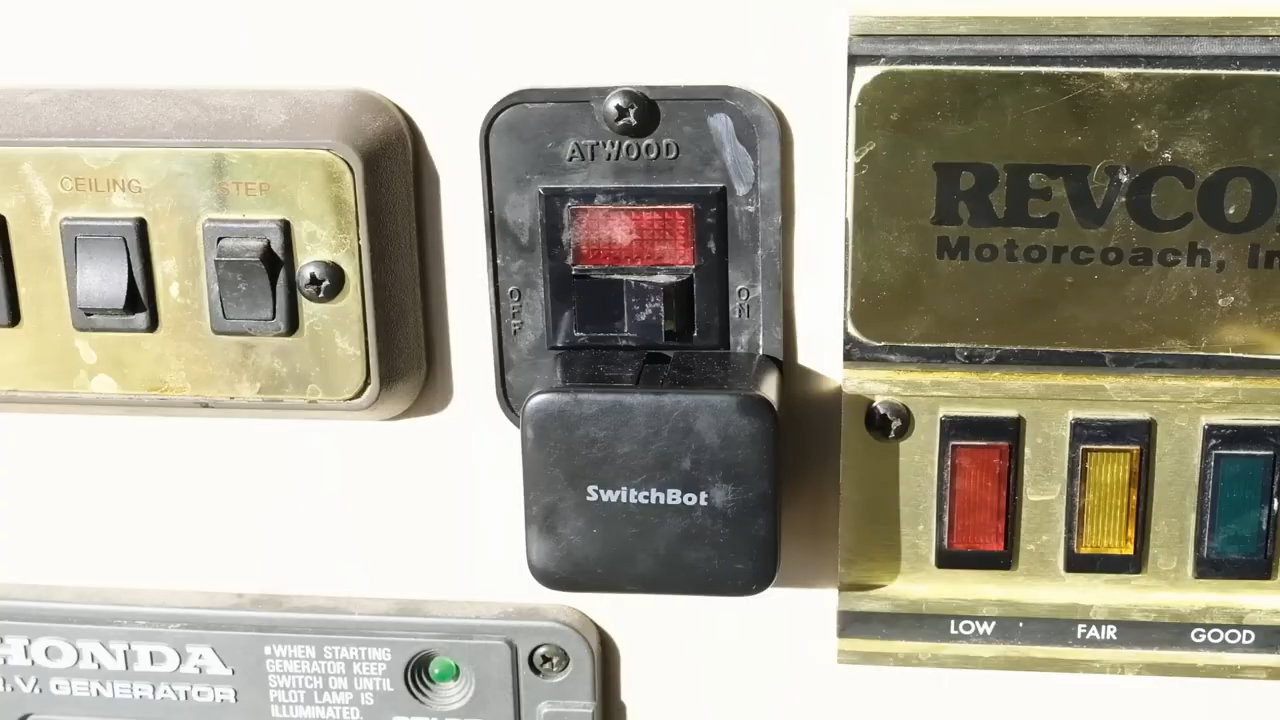 CEILING
STEP
ATWOOD
OFF
ON
SwitchBot
REVCO
Motorcoach, In
LOW
FAIR
GOOD
HONDA
R.V. GENERATOR
▪WHEN STARTING
GENERATOR KEEP
SWITCH ON UNTIL
PILOT LAMP IS
ILLUMINATED.